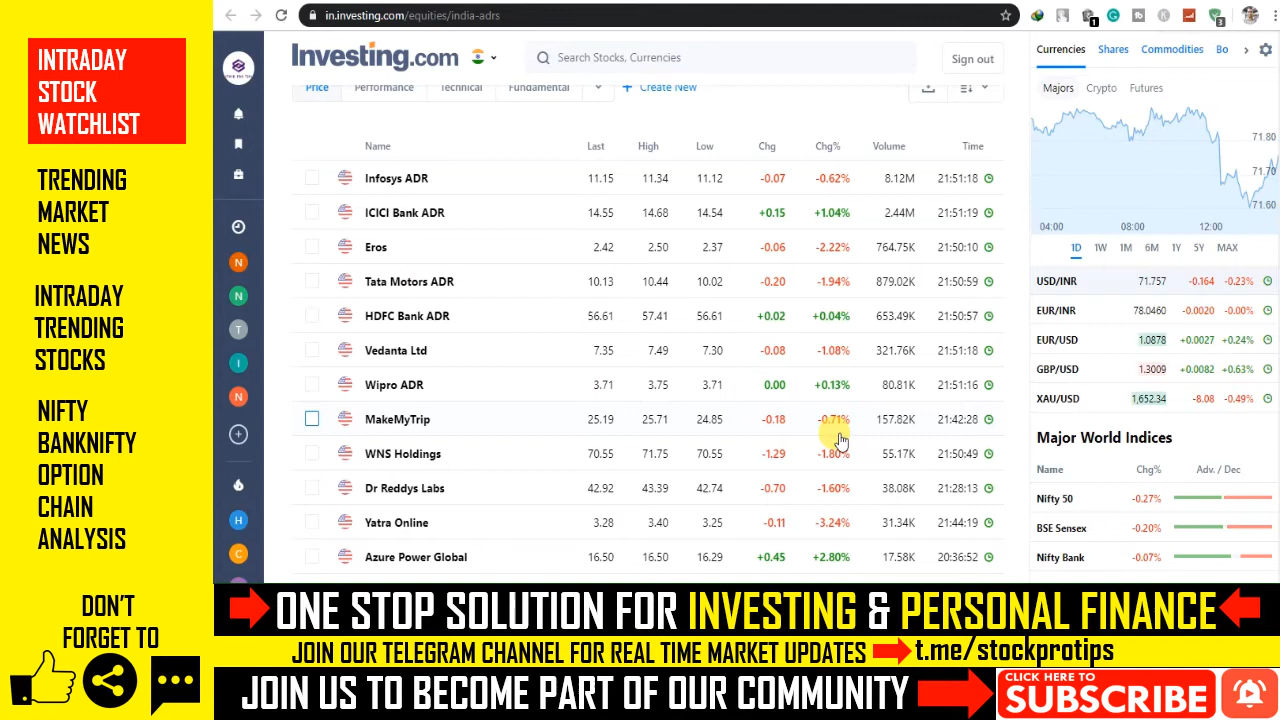 INTRADAY
STOCK
WATCHLIST
TRENDING
MARKET
NEWS
INTRADAY
TRENDING
STOCKS
NIFTY
BANKNIFTY
OPTION
CHAIN
ANALYSIS
DON'T
FORGET TO
in.investing.com/equities/india-adrs
Investing.com
Search Stocks, Currencies
Sign out
Price Performance Technical Fundamental + Create New
Name Last High Low Chg Chg% Volume Time
Infosys ADR 11.15 11.34 11.12 -0.07 -0.62% 8.12M 21:51:18
ICICI Bank ADR 14.55 14.68 14.54 +0.15 +1.04% 2.44M 21:51:19
Eros 2.42 2.50 2.37 -0.06 -2.22% 764.75K 21:50:10
Tata Motors ADR 10.13 10.44 10.02 -0.20 -1.94% 879.02K 21:50:59
HDFC Bank ADR 56.61 57.41 56.61 +0.02 +0.04% 653.49K 21:50:57
Vedanta Ltd 7.35 7.49 7.30 -0.08 -1.08% 321.76K 21:51:18
Wipro ADR 3.71 3.75 3.71 0.00 +0.13% 80.81K 21:51:16
MakeMyTrip 25.19 25.71 24.85 -0.18 -0.71% 157.82K 21:42:28
WNS Holdings 70.55 71.75 70.55 -1.29 -1.80% 55.17K 21:50:49
Dr Reddys Labs 42.92 43.39 42.74 -0.70 -1.60% 38.08K 21:28:13
Yatra Online 3.28 3.40 3.25 -0.11 -3.24% 31.34K 21:44:19
Azure Power Global 16.50 16.50 16.29 +0.45 +2.80% 17.58K 20:36:52
N
N
T
I
N
H
C
1
3
Currencies Shares Commodities Bo
Majors Crypto Futures
71.80
71.70
71.60
04:00 08:00 12:00
1D 1W 1M 6M 1Y 5Y MAX
USD/INR 71.757 -0.164 -0.23%
EUR/INR 78.0460 -0.0020 -0.00%
EUR/USD 1.0878 +0.0027 +0.24%
GBP/USD 1.3009 +0.0082 +0.63%
XAU/USD 1,652.34 -8.08 -0.49%
Major World Indices
Name Chg% Adv. / Dec
Nifty 50 -0.27%
BSE Sensex -0.20%
Nifty Bank -0.07%
ONE STOP SOLUTION FOR INVESTING & PERSONAL FINANCE
JOIN OUR TELEGRAM CHANNEL FOR REAL TIME MARKET UPDATES t.me/stockprotips
JOIN US TO BECOME PART OF OUR COMMUNITY
CLICK HERE TO
SUBSCRIBE